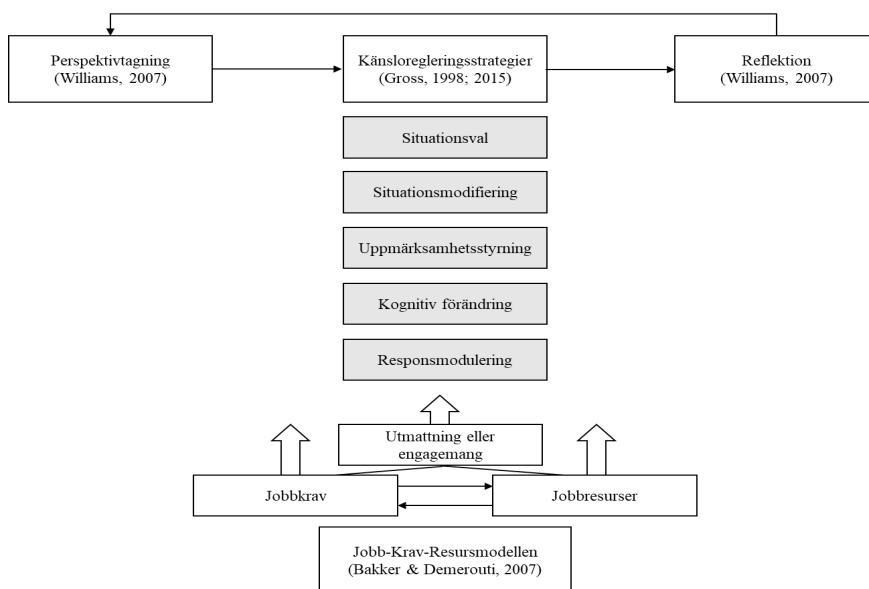 Perspektivtagning
(Williams, 2007)
Känsloregleringsstrategier
(Gross, 1998; 2015)
Reflektion
(Williams, 2007)
Situationsval
Situationsmodifiering
Uppmärksamhetsstyrning
Kognitiv förändring
Responsmodulering
Utmattning eller
engagemang
Jobbkrav
Jobbresurser
Jobb-Krav-Resursmodellen
(Bakker & Demerouti, 2007)